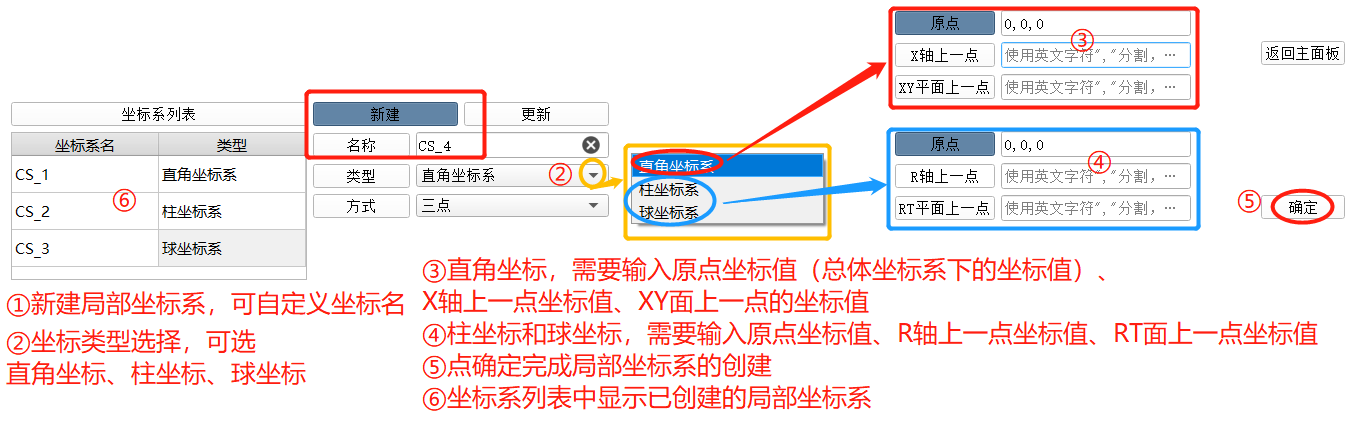 原点
0,0,0
③
X轴上一点
使用英文字符","分割，…
XY平面上一点
使用英文字符","分割，…
返回主面板
坐标系列表
新建
更新
坐标系名
类型
名称
CS_4
CS_1
直角坐标系
类型
直角坐标系
②
CS_2
柱坐标系
⑥
方式
三点
CS_3
球坐标系
直角坐标系
柱坐标系
球坐标系
原点
0,0,0
④
R轴上一点
使用英文字符","分割，…
RT平面上一点
使用英文字符","分割，…
⑤
确定
①新建局部坐标系，可自定义坐标名
②坐标类型选择，可选
直角坐标、柱坐标、球坐标
③直角坐标，需要输入原点坐标值（总体坐标系下的坐标值）、
X轴上一点坐标值、XY面上一点的坐标值
④柱坐标和球坐标，需要输入原点坐标值、R轴上一点坐标值、RT面上一点坐标值
⑤点确定完成局部坐标系的创建
⑥坐标系列表中显示已创建的局部坐标系